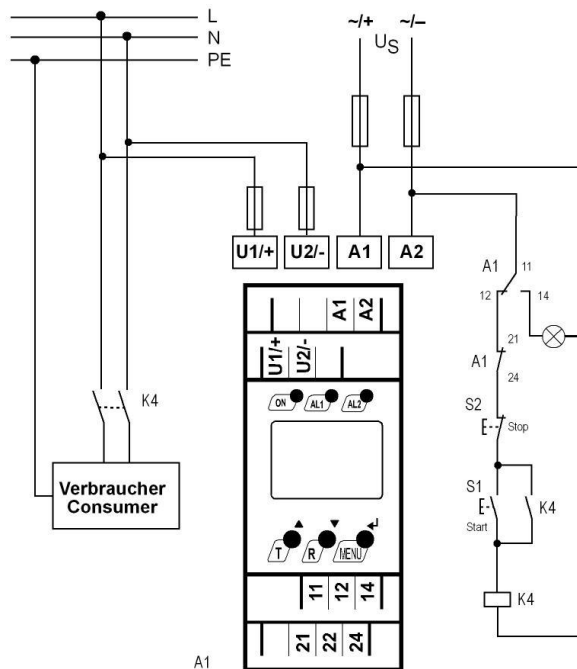 L
N
PE
~/+
~/–
US
U1/+
U2/-
A1
A2
A1
11
12
14
A1
21
24
S2
Stop
S1
Start
K4
K4
K4
Verbraucher
Consumer
A1
A2
U1/+
U2/-
ON
AL1
AL2
T
R
MENU
11
12
14
21
22
24
A1